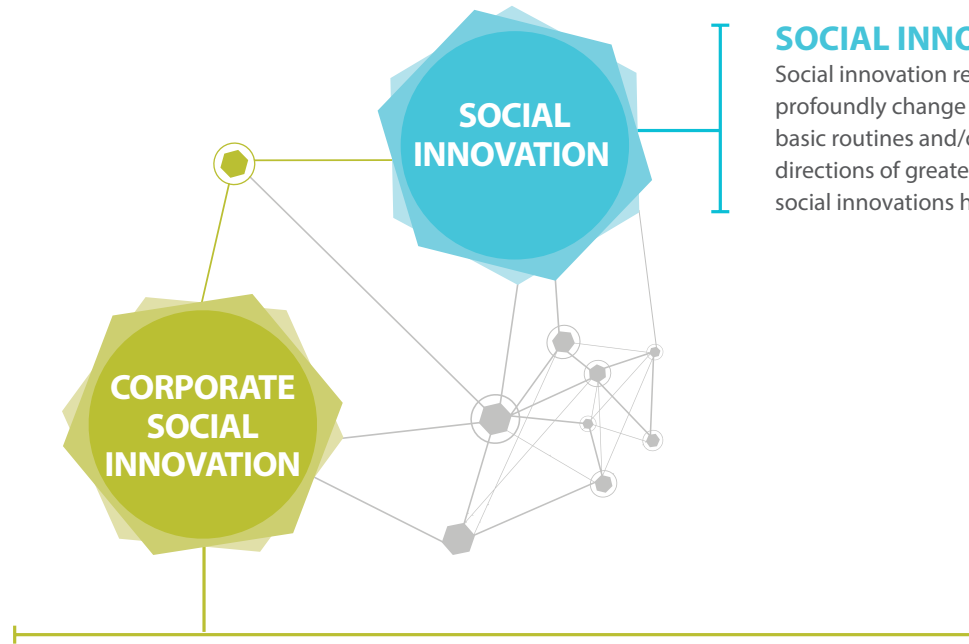 SOCIAL
INNOVATION
SOCIAL INNO
Social innovation re
profoundly change
basic routines and/
directions of greate
social innovations h
CORPORATE
SOCIAL
INNOVATION